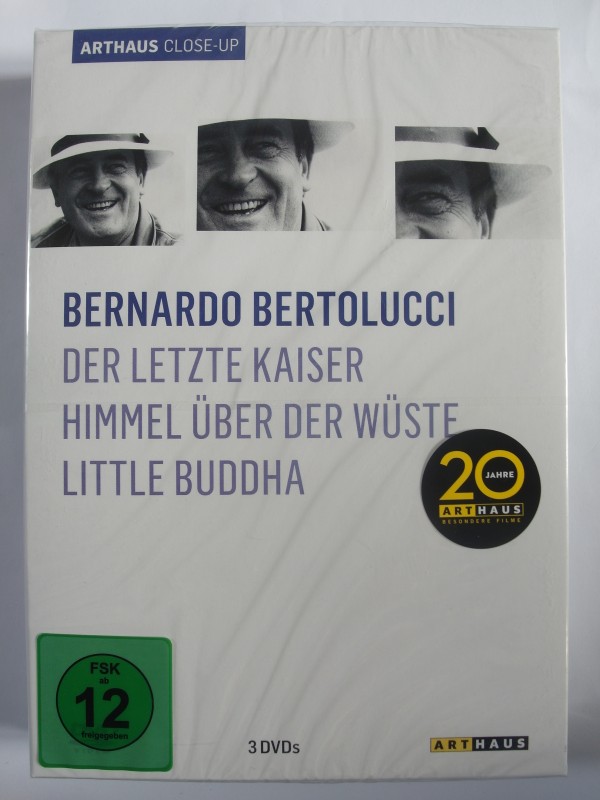 ARTHAUS CLOSE-UP
BERNARDO BERTOLUCCI
DER LETZTE KAISER
HIMMEL ÜBER DER WÜSTE
LITTLE BUDDHA
20 JAHRE
ARTHAUS
BESONDERE FILME
FSK
ab
12
freigegeben
3 DVDs
ARTHAUS